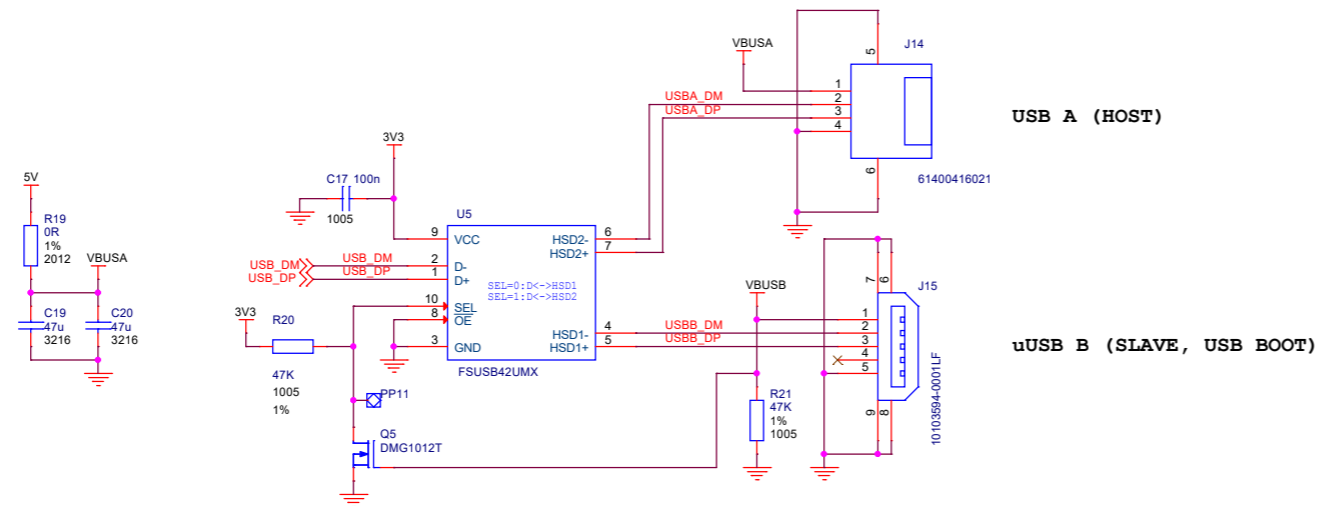 VBUSA
J14
5
1
2
3
4
6
USBA_DM
USBA_DP
USB A (HOST)
61400416021
3V3
C17 100n
1005
5V
R19
0R
1%
2012
VBUSA
C19
47u
3216
C20
47u
3216
U5
9
VCC
2
D-
1
D+
10
SEL
8
OE
3
GND
HSD2-
6
HSD2+
7
SEL=0:D<->HSD1
SEL=1:D<->HSD2
HSD1-
4
HSD1+
5
FSUSB42UMX
USB_DM
USB_DM
USB_DP
USB_DP
3V3
R20
47K
1005
1%
PP11
Q5
DMG1012T
VBUSB
USBB_DM
USBB_DP
R21
47K
1%
1005
J15
7
6
1
2
3
4
5
9
8
10103594-0001LF
uUSB B (SLAVE, USB BOOT)